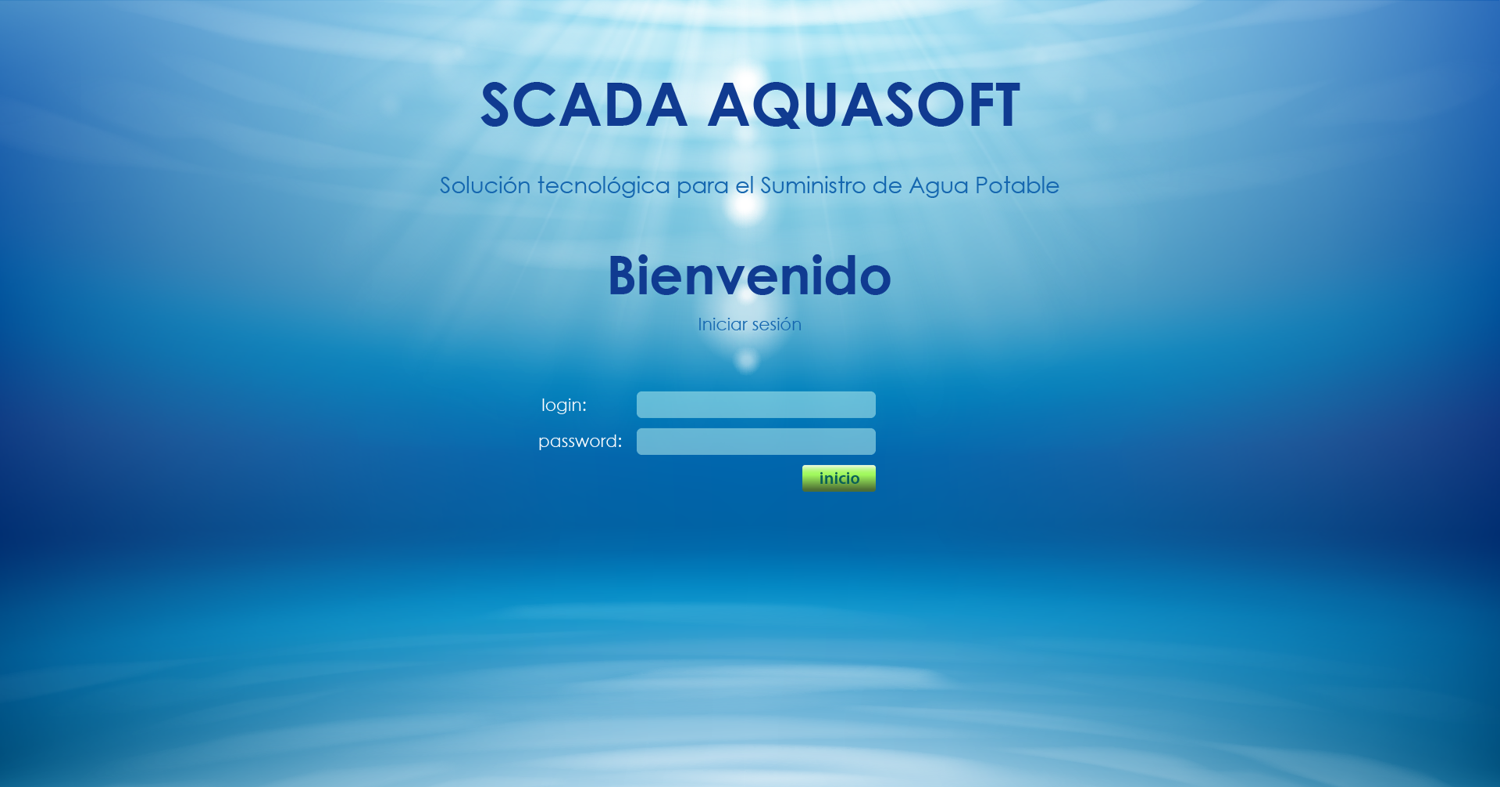 SCADA AQUASOFT
Solución tecnológica para el Suministro de Agua Potable
Bienvenido
Iniciar sesión
login:
password:
inicio